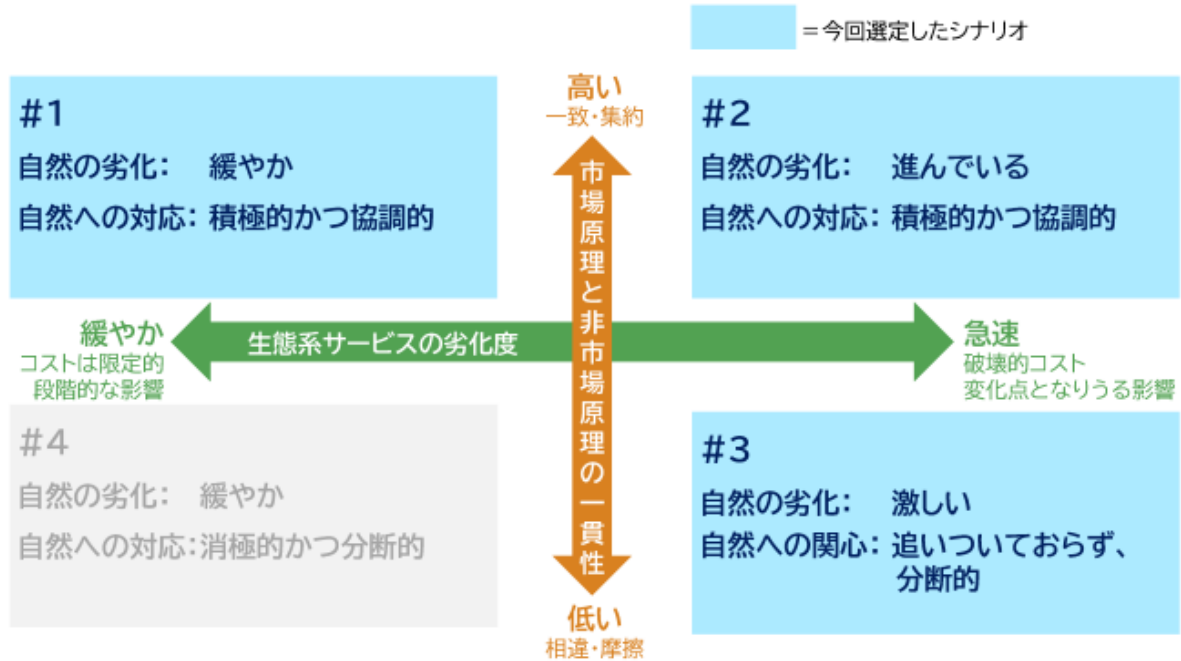 ＝今回選定したシナリオ
#1
自然の劣化： 緩やか
自然への対応： 積極的かつ協調的
高い
一致・集約
#2
自然の劣化： 進んでいる
自然への対応： 積極的かつ協調的
市場原理と非市場原理の一貫性
緩やか
コストは限定的
段階的な影響
生態系サービスの劣化度
急速
破壊的コスト
変化点となりうる影響
#4
自然の劣化： 緩やか
自然への対応：消極的かつ分断的
#3
自然の劣化： 激しい
自然への関心： 追いついておらず、
分断的
低い
相違・摩擦